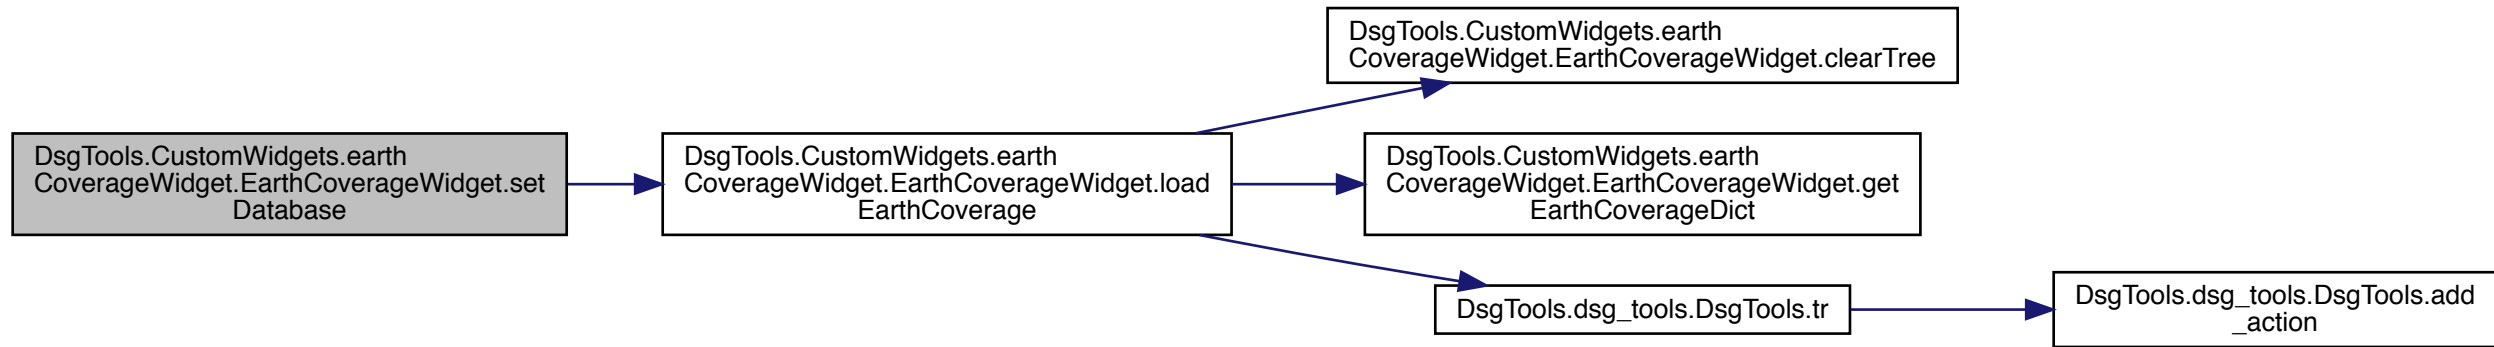 DsgTools.CustomWidgets.earth
CoverageWidget.EarthCoverageWidget.clearTree
DsgTools.CustomWidgets.earth
CoverageWidget.EarthCoverageWidget.set
Database
DsgTools.CustomWidgets.earth
CoverageWidget.EarthCoverageWidget.load
EarthCoverage
DsgTools.CustomWidgets.earth
CoverageWidget.EarthCoverageWidget.get
EarthCoverageDict
DsgTools.dsg_tools.DsgTools.tr
DsgTools.dsg_tools.DsgTools.add
_action